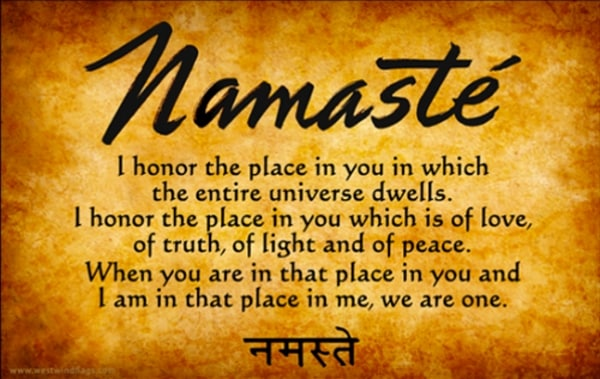 Namasté
I honor the place in you in which
the entire universe dwells.
I honor the place in you which is of love,
of truth, of light and of peace.
When you are in that place in you and
I am in that place in me, we are one.
नमस्ते
www.westwindflags.com